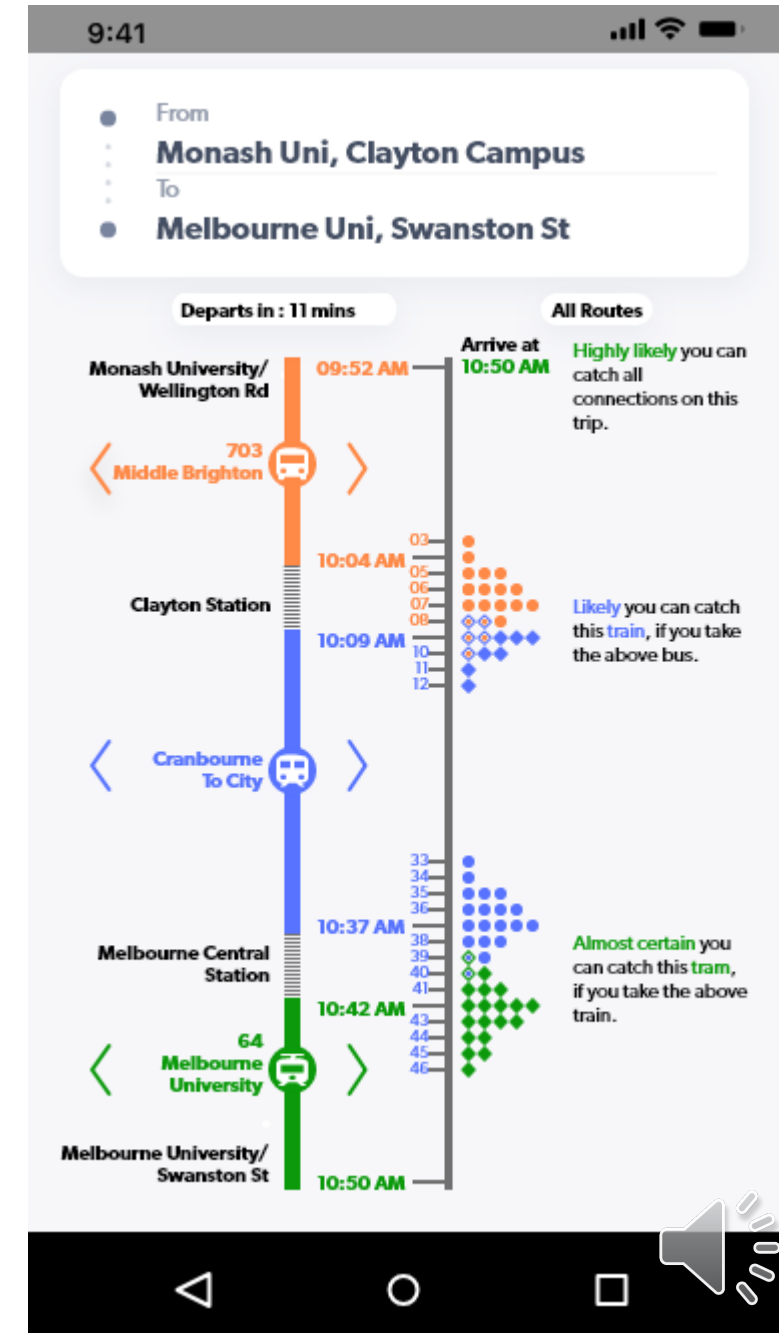 9:41
From
Monash Uni, Clayton Campus
To
Melbourne Uni, Swanston St
Departs in : 11 mins
All Routes
Monash University/
Wellington Rd
09:52 AM
Arrive at
10:50 AM
Highly likely you can
catch all
connections on this
trip.
703
Middle Brighton
03
10:04 AM
05
06
07
08
Clayton Station
10:09 AM
10
11
12
Likely you can catch
this train, if you take
the above bus.
Cranbourne
To City
33
34
35
36
10:37 AM
38
39
40
41
Melbourne Central
Station
10:42 AM
43
44
45
46
Almost certain you
can catch this tram,
if you take the above
train.
64
Melbourne
University
Melbourne University/
Swanston St
10:50 AM